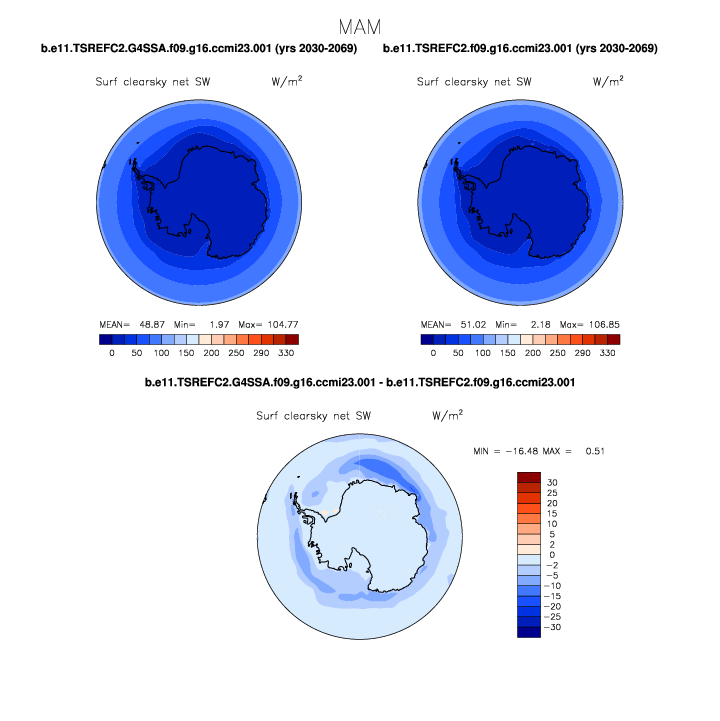 MAM
b.e11.TSREFC2.G4SSA.f09.g16.ccmi23.001 (yrs 2030-2069) b.e11.TSREFC2.f09.g16.ccmi23.001 (yrs 2030-2069)
Surf clearsky net SW W/m² Surf clearsky net SW W/m²
MEAN= 48.87 Min= 1.97 Max= 104.77 MEAN= 51.02 Min= 2.18 Max= 106.85
0 50 100 150 200 250 290 330 0 50 100 150 200 250 290 330
b.e11.TSREFC2.G4SSA.f09.g16.ccmi23.001 - b.e11.TSREFC2.f09.g16.ccmi23.001
Surf clearsky net SW W/m²
MIN = -16.48 MAX = 0.51
30
25
20
15
10
5
2
0
-2
-5
-10
-15
-20
-25
-30